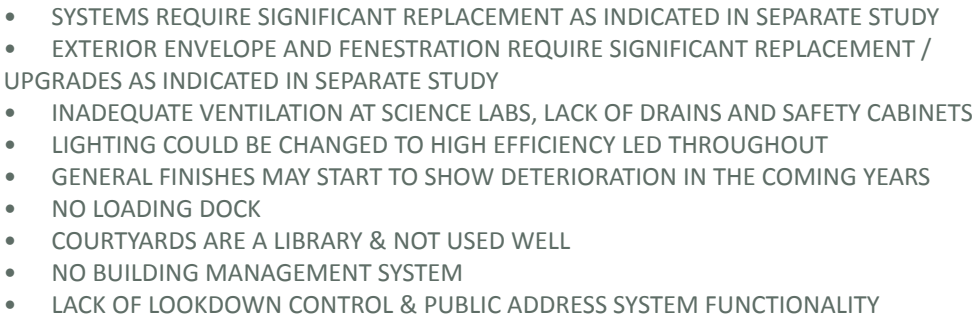 • SYSTEMS REQUIRE SIGNIFICANT REPLACEMENT AS INDICATED IN SEPARATE STUDY
• EXTERIOR ENVELOPE AND FENESTRATION REQUIRE SIGNIFICANT REPLACEMENT /
UPGRADES AS INDICATED IN SEPARATE STUDY
• INADEQUATE VENTILATION AT SCIENCE LABS, LACK OF DRAINS AND SAFETY CABINETS
• LIGHTING COULD BE CHANGED TO HIGH EFFICIENCY LED THROUGHOUT
• GENERAL FINISHES MAY START TO SHOW DETERIORATION IN THE COMING YEARS
• NO LOADING DOCK
• COURTYARDS ARE A LIBRARY & NOT USED WELL
• NO BUILDING MANAGEMENT SYSTEM
• LACK OF LOOKDOWN CONTROL & PUBLIC ADDRESS SYSTEM FUNCTIONALITY